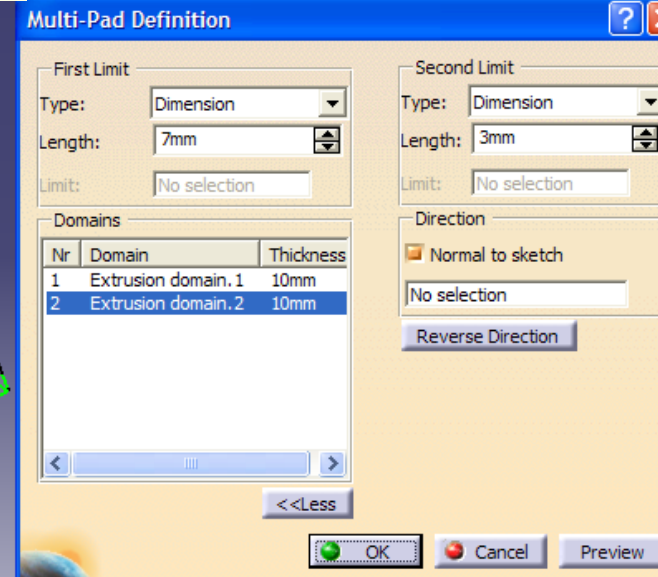 Multi-Pad Definition
?
First Limit
Type: Dimension
Length: 7mm
Limit: No selection
Second Limit
Type: Dimension
Length: 3mm
Limit: No selection
Domains
Nr Domain Thickness
1 Extrusion domain.1 10mm
2 Extrusion domain.2 10mm
Direction
Normal to sketch
No selection
Reverse Direction
<<Less
OK Cancel Preview